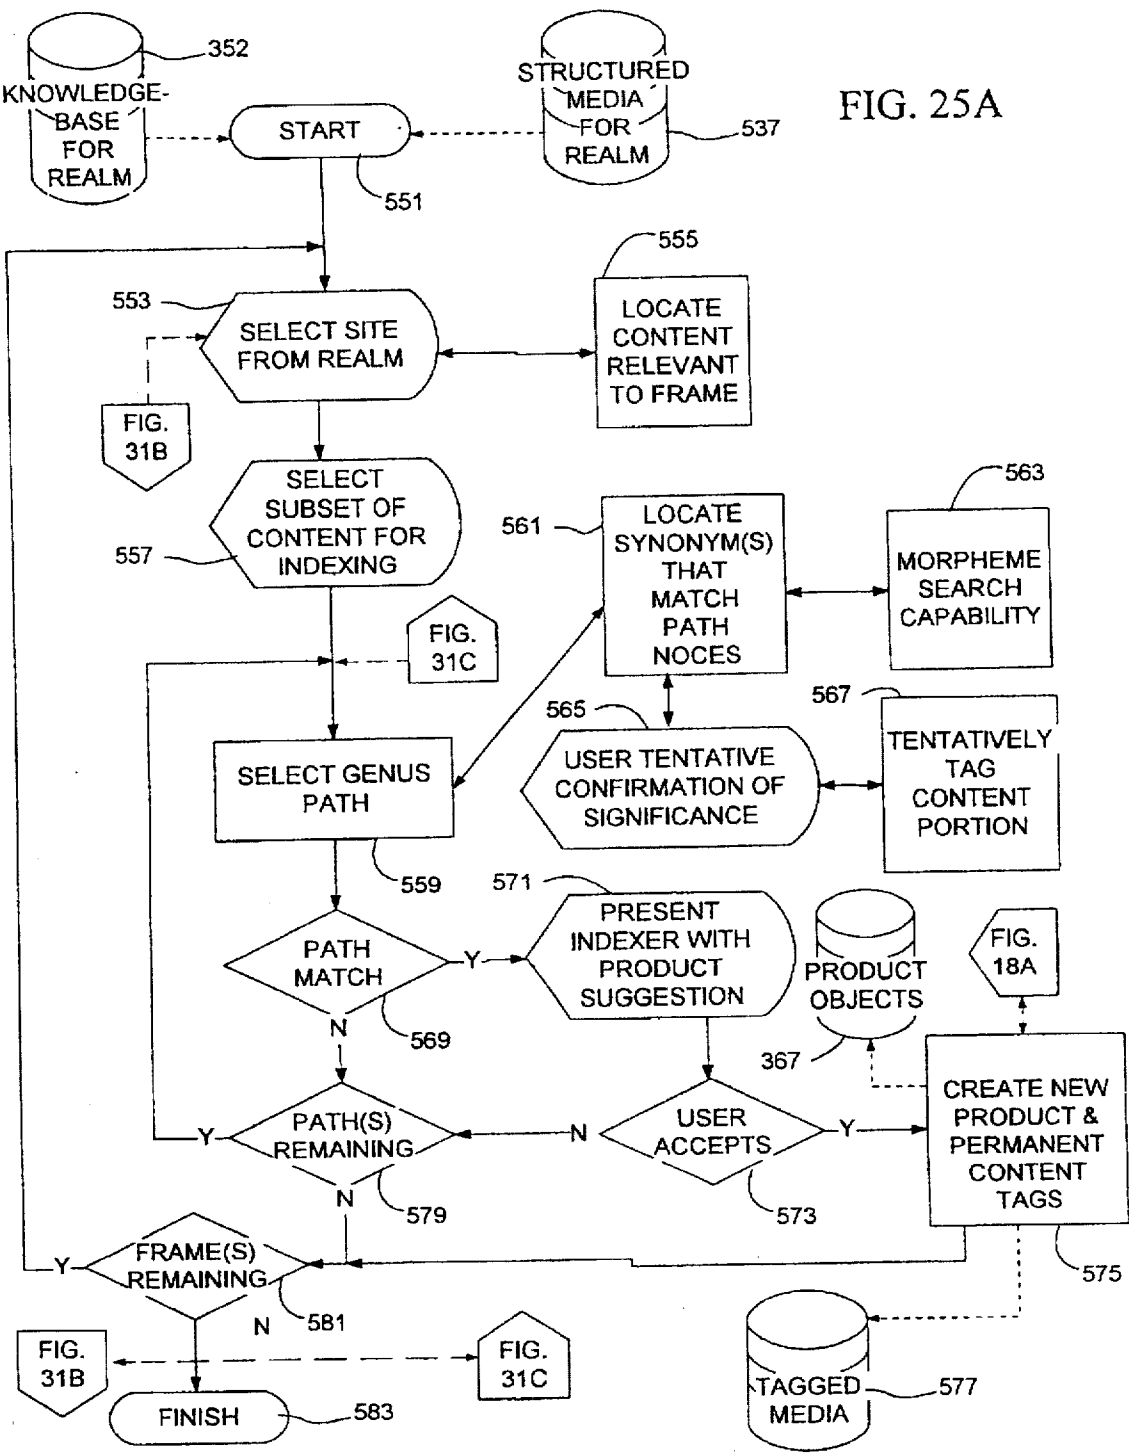 352
KNOWLEDGE-
BASE
FOR
REALM
START
551
STRUCTURED
MEDIA
FOR
REALM
537
FIG. 25A
553
SELECT SITE
FROM REALM
555
LOCATE
CONTENT
RELEVANT
TO FRAME
FIG.
31B
SELECT
SUBSET OF
CONTENT FOR
INDEXING
557
561
LOCATE
SYNONYM(S)
THAT
MATCH
PATH
NOCES
563
MORPHEME
SEARCH
CAPABILITY
FIG.
31C
565
USER TENTATIVE
CONFIRMATION OF
SIGNIFICANCE
567
TENTATIVELY
TAG
CONTENT
PORTION
SELECT GENUS
PATH
559
PATH
MATCH
Y
N
569
571
PRESENT
INDEXER WITH
PRODUCT
SUGGESTION
PRODUCT
OBJECTS
367
FIG.
18A
PATH(S)
REMAINING
Y
N
579
USER
ACCEPTS
N
Y
573
CREATE NEW
PRODUCT &
PERMANENT
CONTENT
TAGS
575
FRAME(S)
REMAINING
Y
581
N
FIG.
31B
FIG.
31C
TAGGED
MEDIA
577
FINISH
583